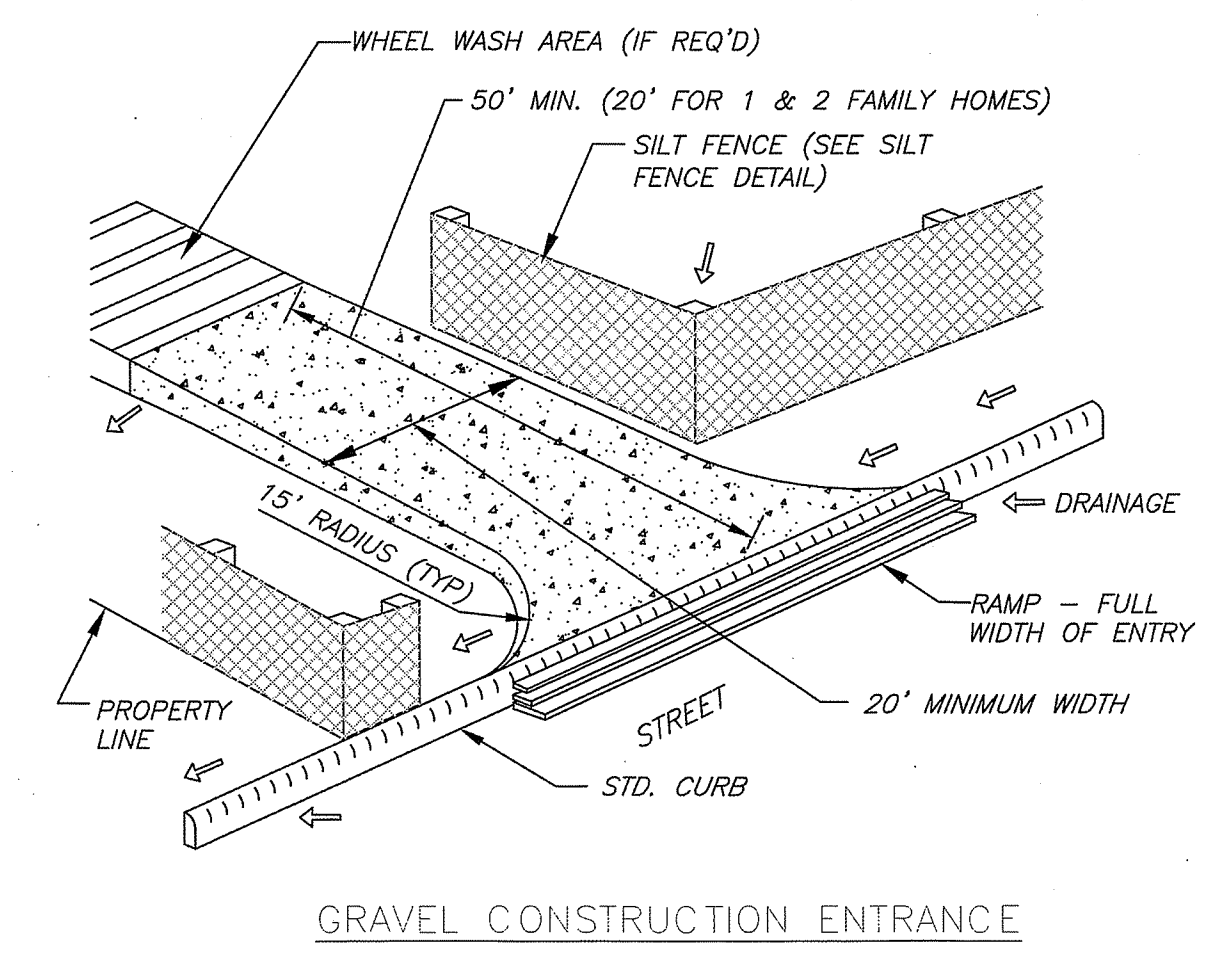 WHEEL WASH AREA (IF REQ'D)
50' MIN. (20' FOR 1 & 2 FAMILY HOMES)
SILT FENCE (SEE SILT
FENCE DETAIL)
15' RADIUS (TYP)
DRAINAGE
RAMP – FULL
WIDTH OF ENTRY
20' MINIMUM WIDTH
PROPERTY
LINE
STREET
STD. CURB
GRAVEL CONSTRUCTION ENTRANCE